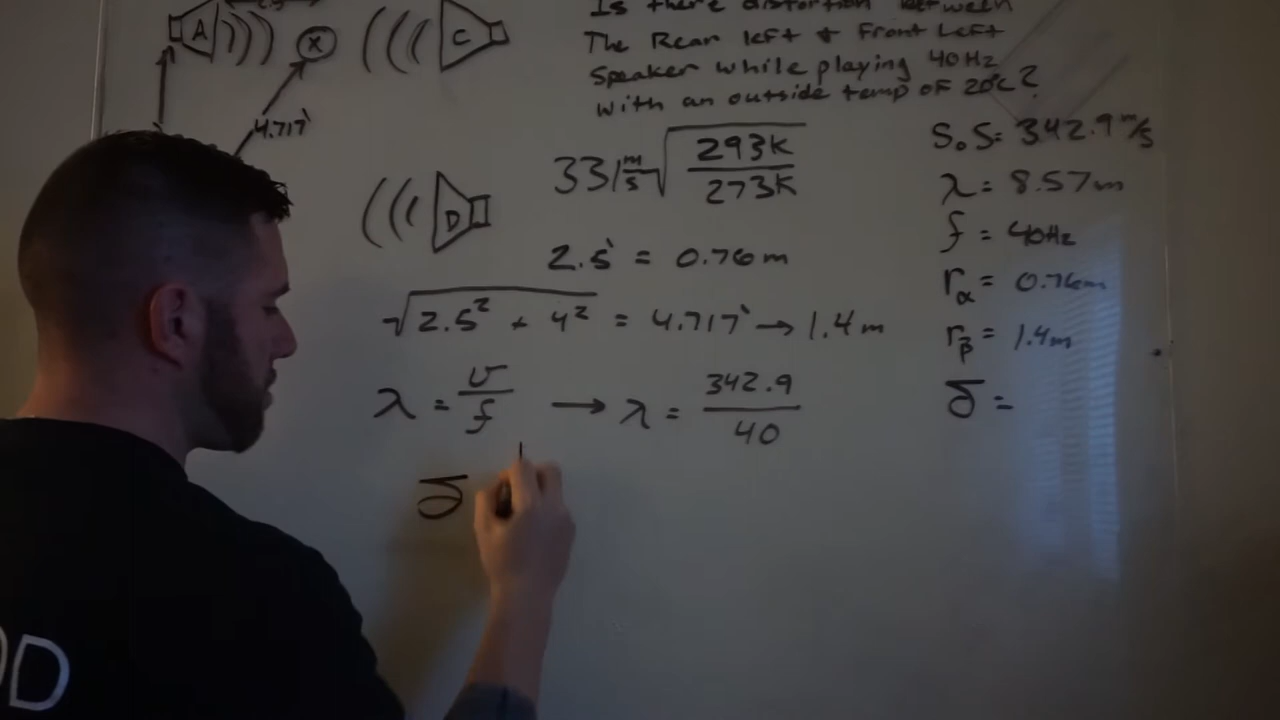 Is there distortion between
The Rear left + Front Left
Speaker while playing 40Hz
with an outside temp of 20°C?
A
X
C
4.717'
D
331 m/s √ 293K / 273K
2.5' = 0.76m
√ 2.5² + 4² = 4.717' → 1.4m
λ = v / f → λ = 342.9 / 40
δ
S.o.S: 342.9 m/s
λ = 8.57m
f = 40Hz
rα = 0.76m
rβ = 1.4m
δ =
OD